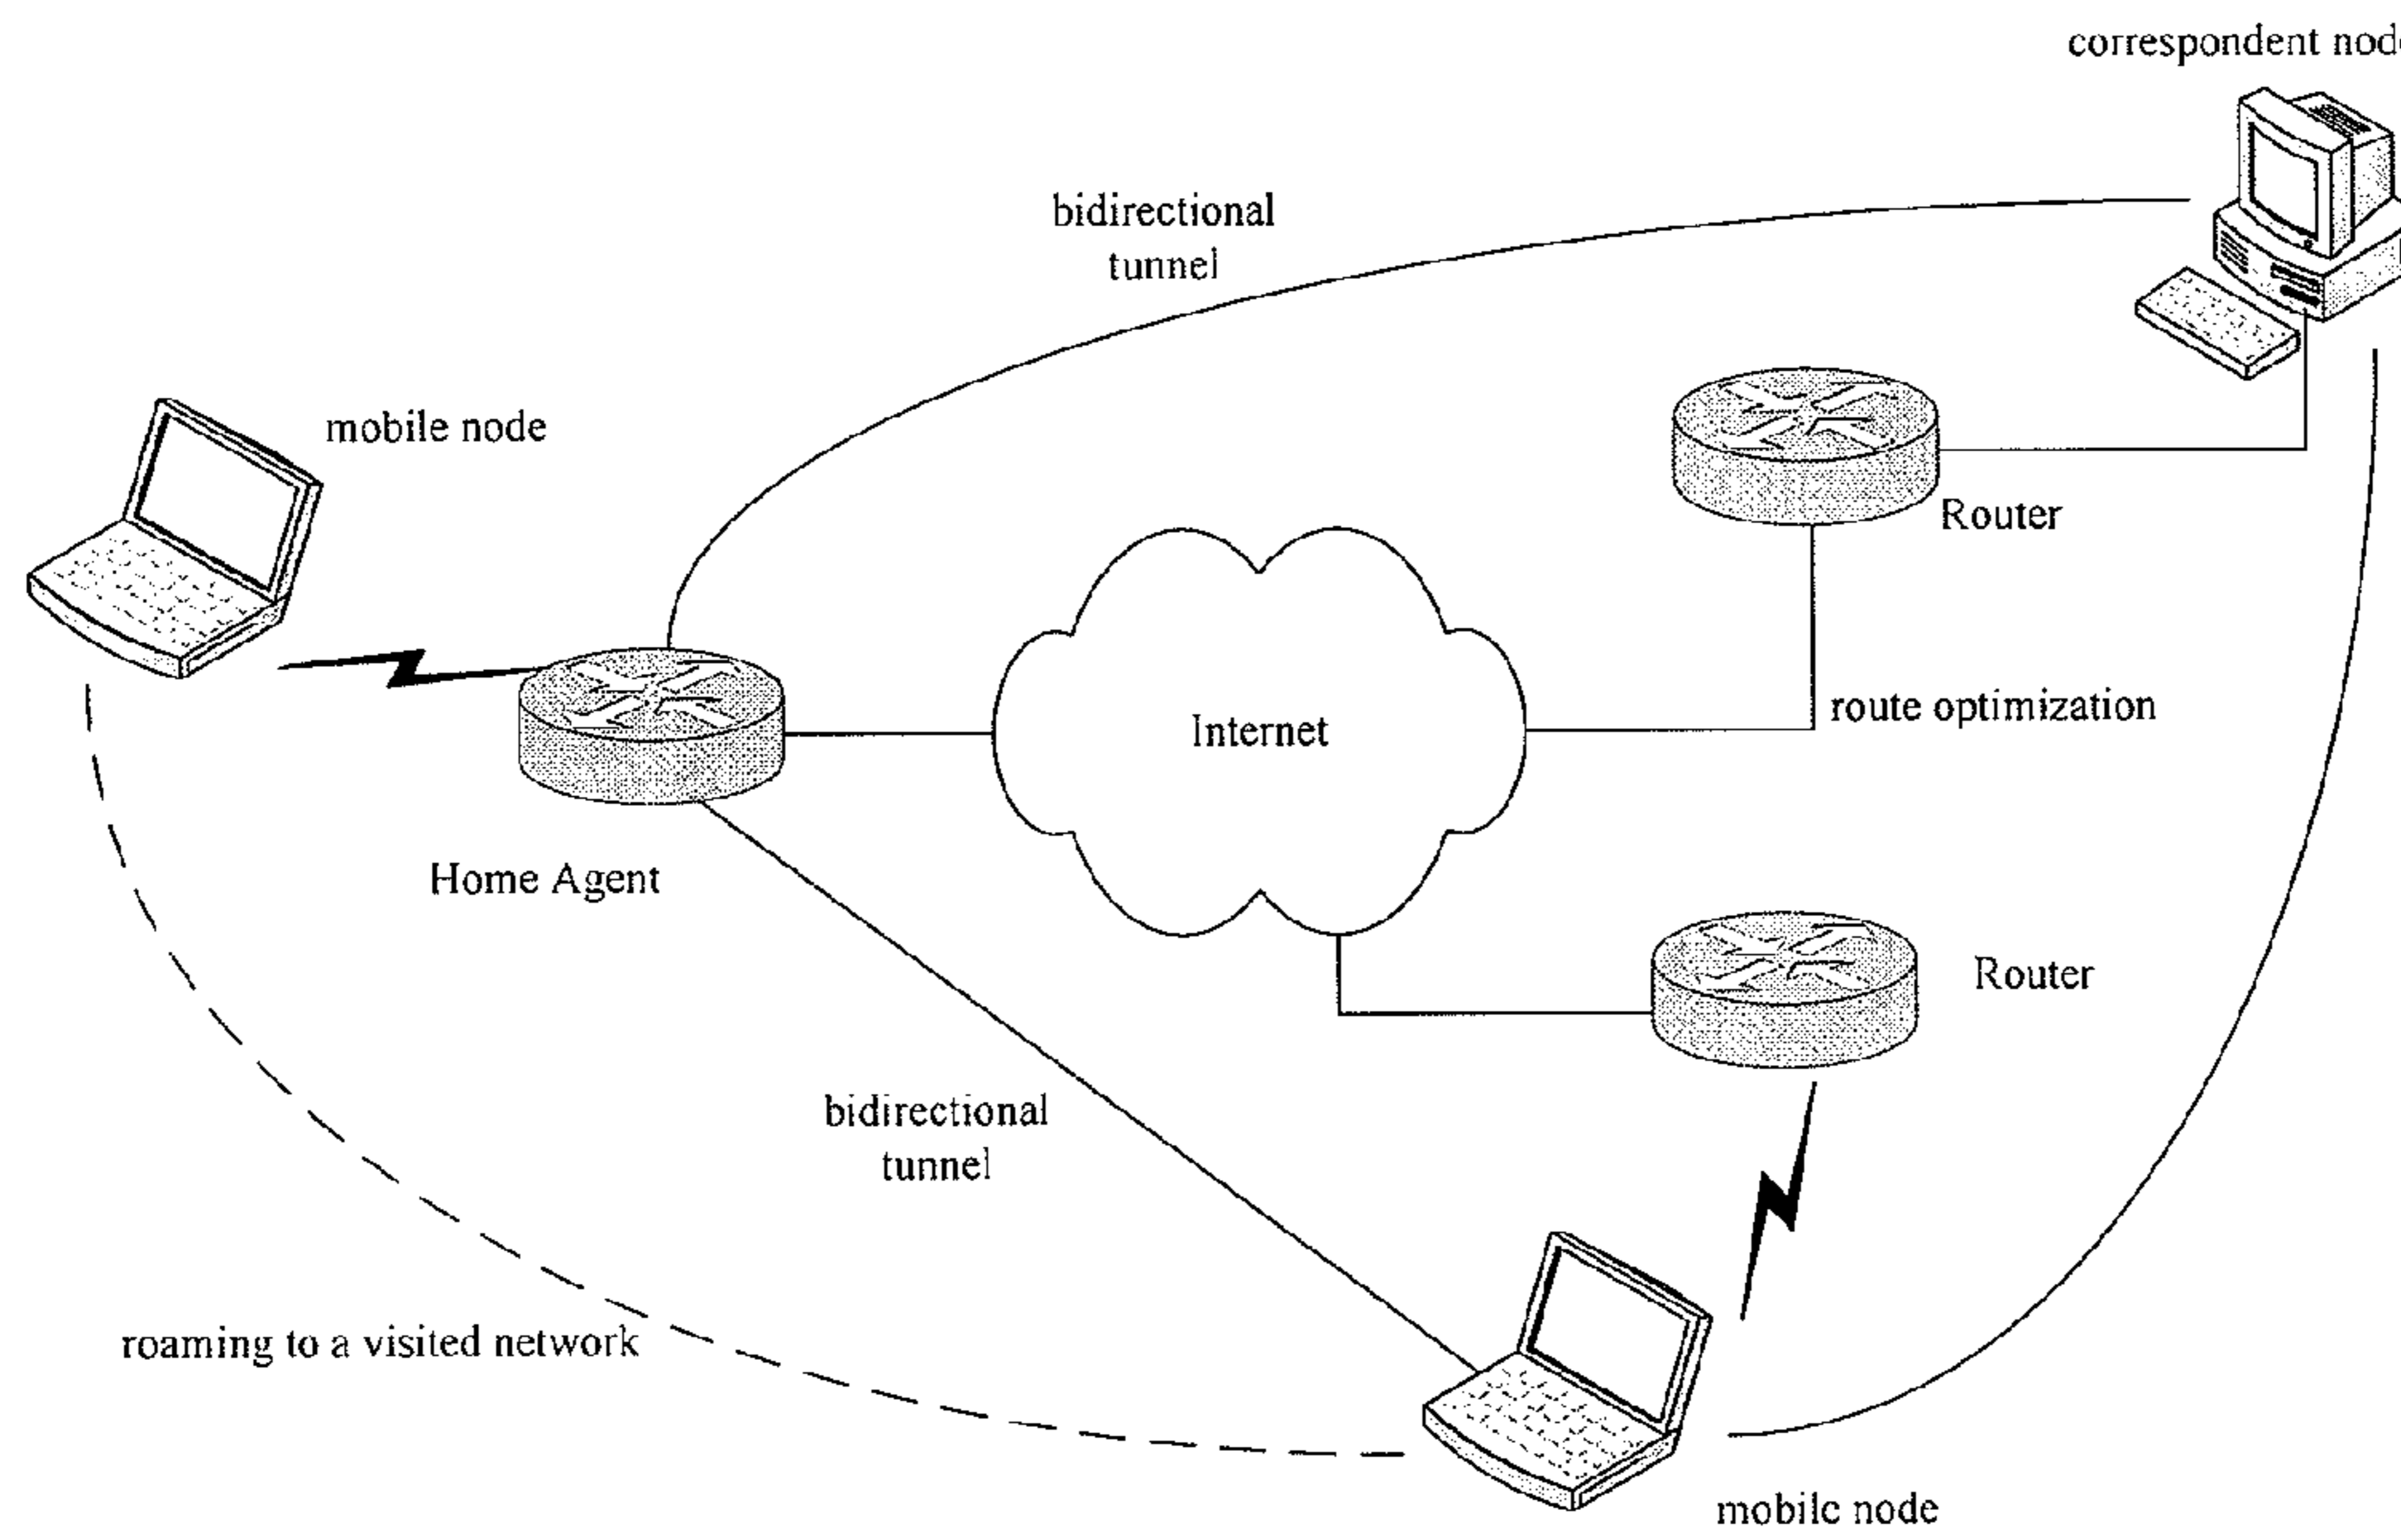 correspondent node
bidirectional
tunnel
mobile node
Router
route optimization
Internet
Home Agent
Router
bidirectional
tunnel
roaming to a visited network
mobile node